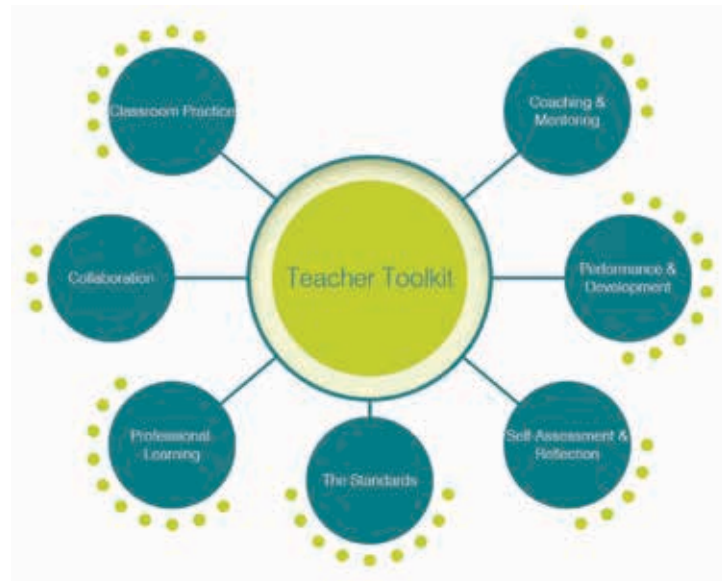 Classroom Practice
Coaching &
Mentoring
Teacher Toolkit
Collaboration
Performance &
Development
Professional
Learning
The Standards
Self-Assessment &
Reflection